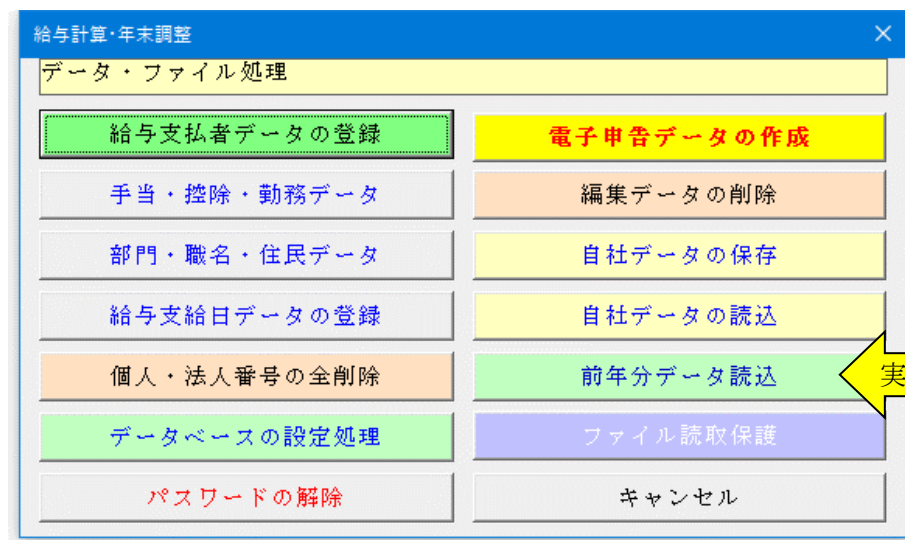 給与計算・年末調整
データ・ファイル処理
給与支払者データの登録
電子申告データの作成
手当・控除・勤務データ
編集データの削除
部門・職名・住民データ
自社データの保存
給与支給日データの登録
自社データの読込
個人・法人番号の全削除
前年分データ読込
実
データベースの設定処理
ファイル読取保護
パスワードの解除
キャンセル